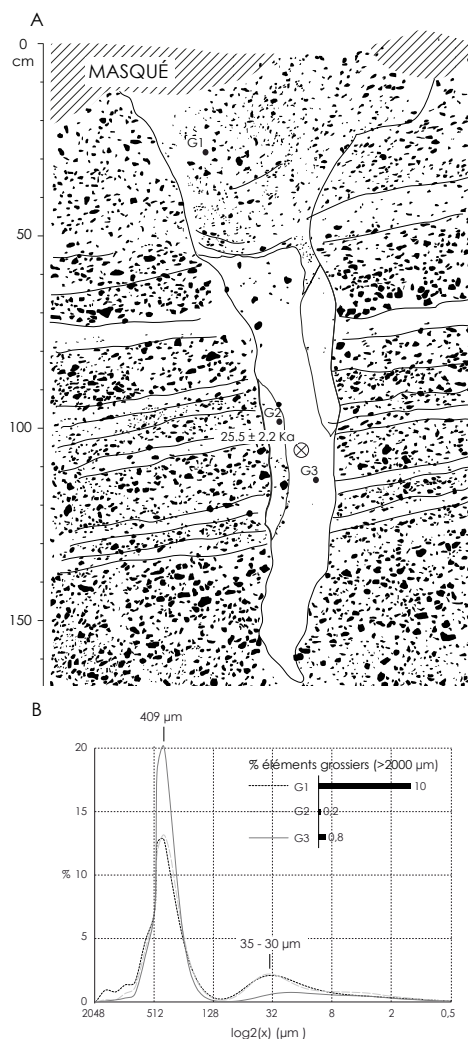 A
0
cm
MASQUÉ
G1
50
G2
100
25.5 ± 2.2 Ka
G3
150
B
409 µm
20
% éléments grossiers (>2000 µm)
G1 10
G2 0,2
G3 0,8
15
%
10
5
35 - 30 µm
0
2048 512 128 32 8 2 0,5
log2(x) (µm)